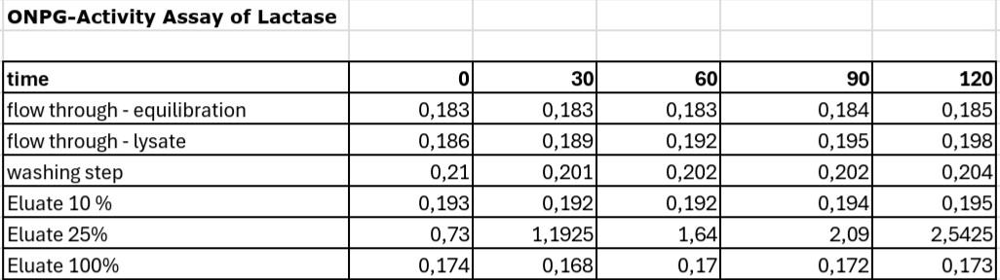 ONPG-Activity Assay of Lactase
time 0 30 60 90 120
flow through - equilibration 0,183 0,183 0,183 0,184 0,185
flow through - lysate 0,186 0,189 0,192 0,195 0,198
washing step 0,21 0,201 0,202 0,202 0,204
Eluate 10 % 0,193 0,192 0,192 0,194 0,195
Eluate 25% 0,73 1,1925 1,64 2,09 2,5425
Eluate 100% 0,174 0,168 0,17 0,172 0,173